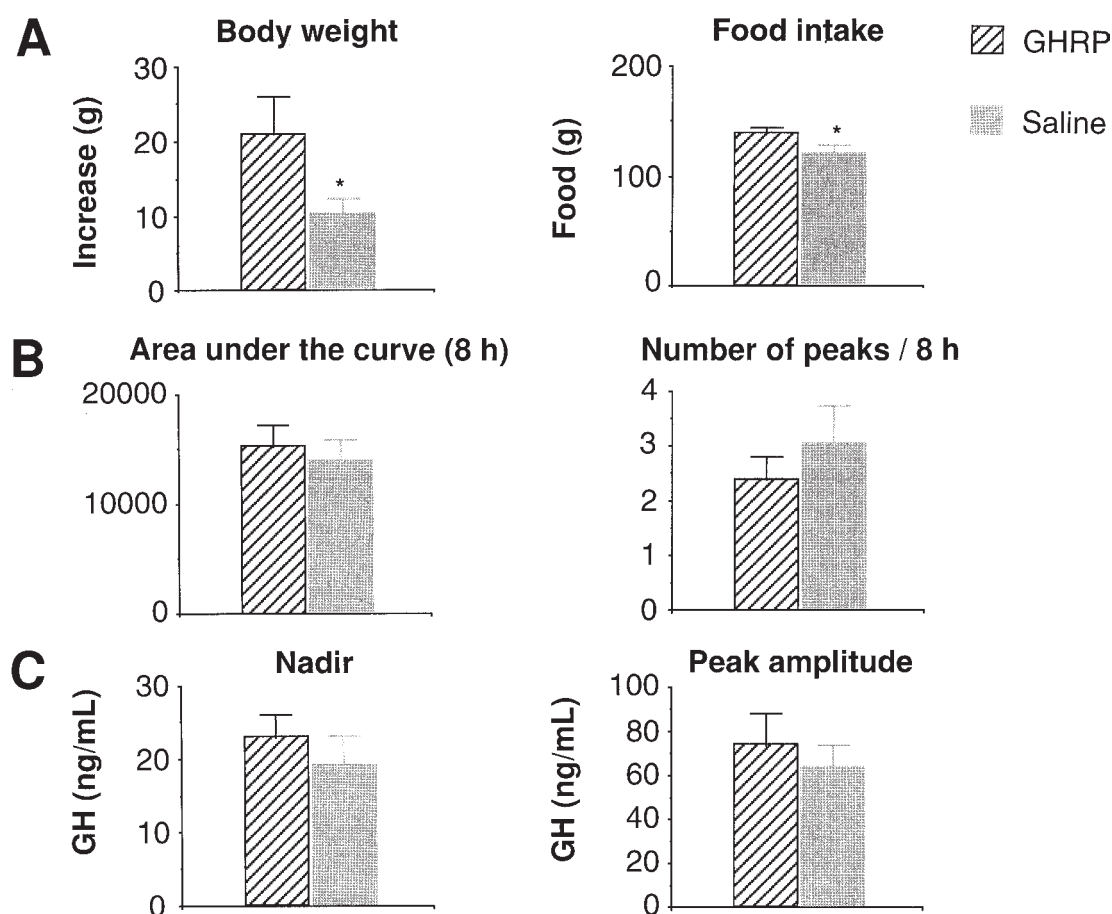 A
Body weight
Increase (g)
30
20
10
0
*
Food intake
Food (g)
200
100
0
*
GHRP
Saline
B
Area under the curve (8 h)
20000
10000
0
Number of peaks / 8 h
4
3
2
1
0
C
Nadir
GH (ng/mL)
30
20
10
0
Peak amplitude
GH (ng/mL)
100
80
60
40
20
0